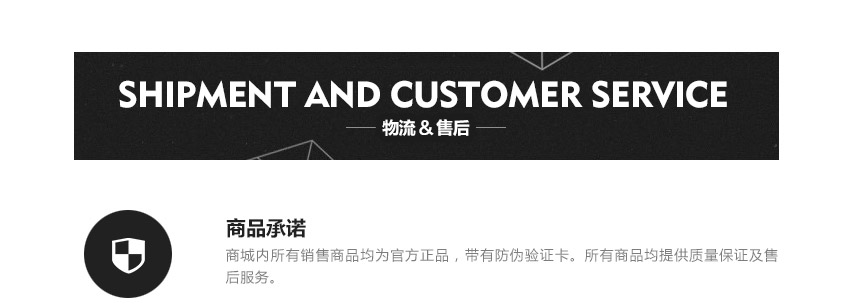 SHIPMENT AND CUSTOMER SERVICE
物流&售后
商品承诺
商城内所有销售商品均为官方正品，带有防伪验证卡。所有商品均提供质量保证及售
后服务。